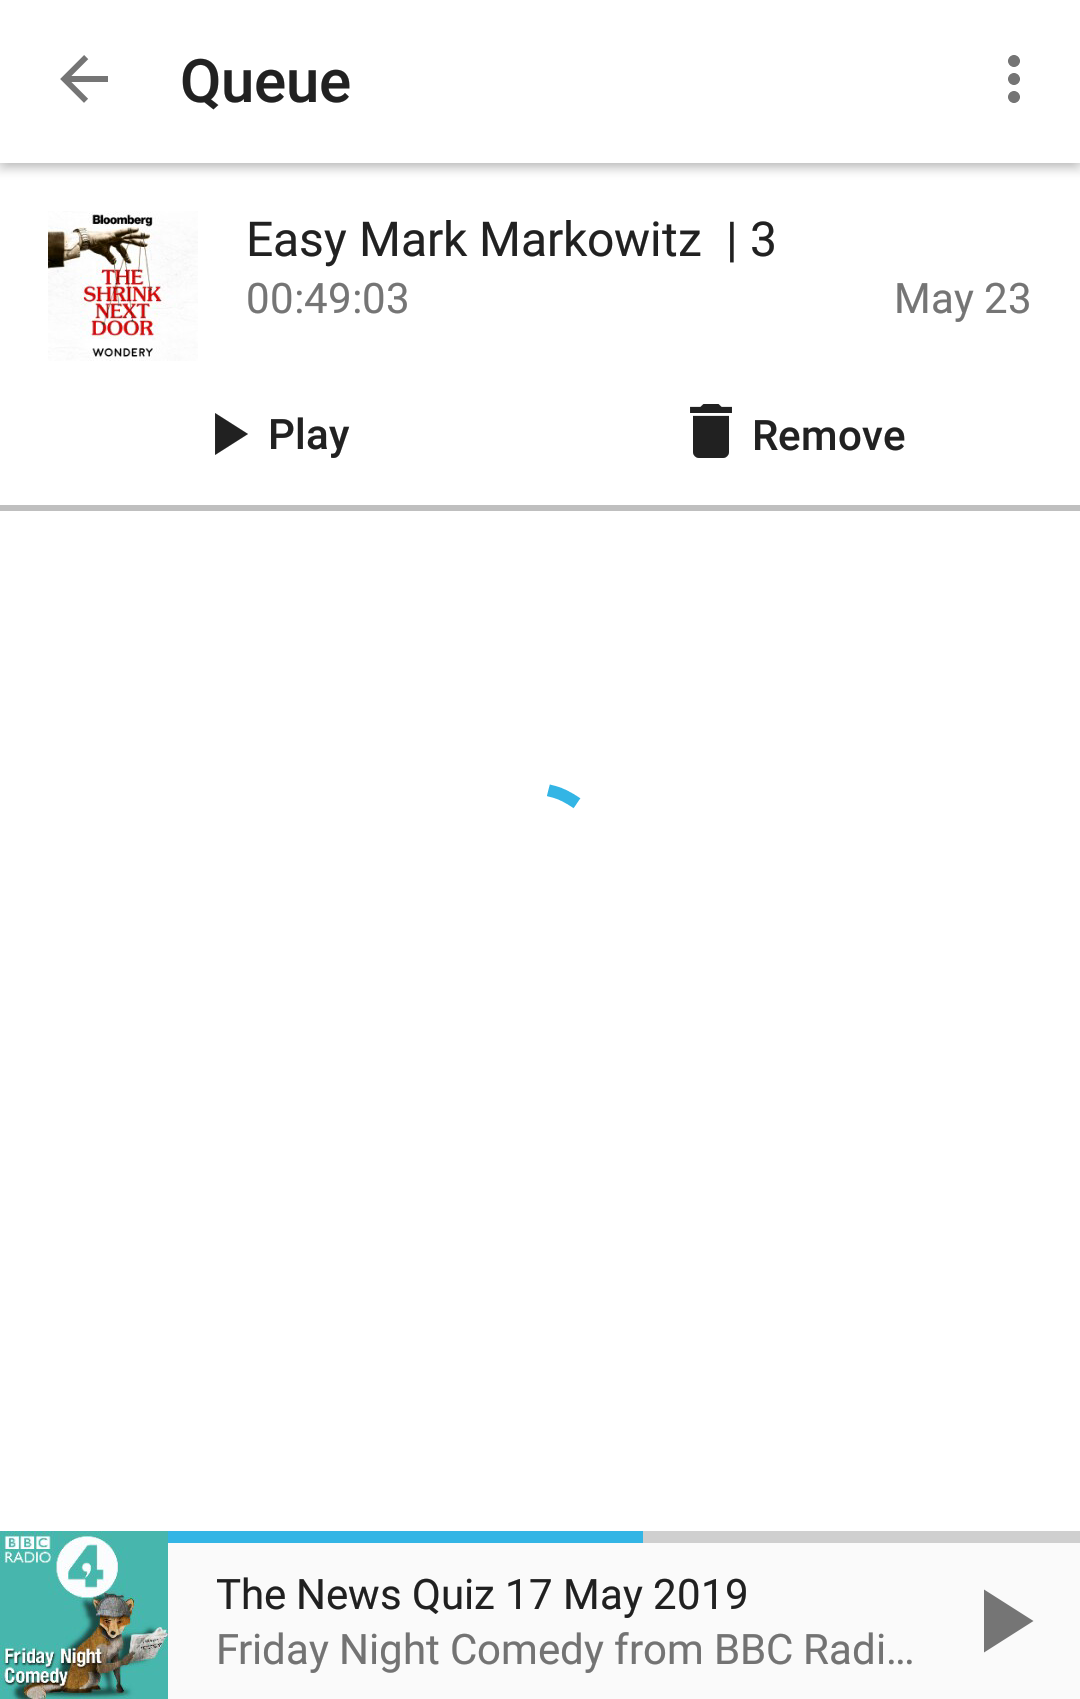 Queue
Bloomberg
THE
SHRINK
NEXT
DOOR
WONDERY
Easy Mark Markowitz | 3
00:49:03
May 23
Play
Remove
BBC
RADIO
4
Friday Night
Comedy
The News Quiz 17 May 2019
Friday Night Comedy from BBC Radi...